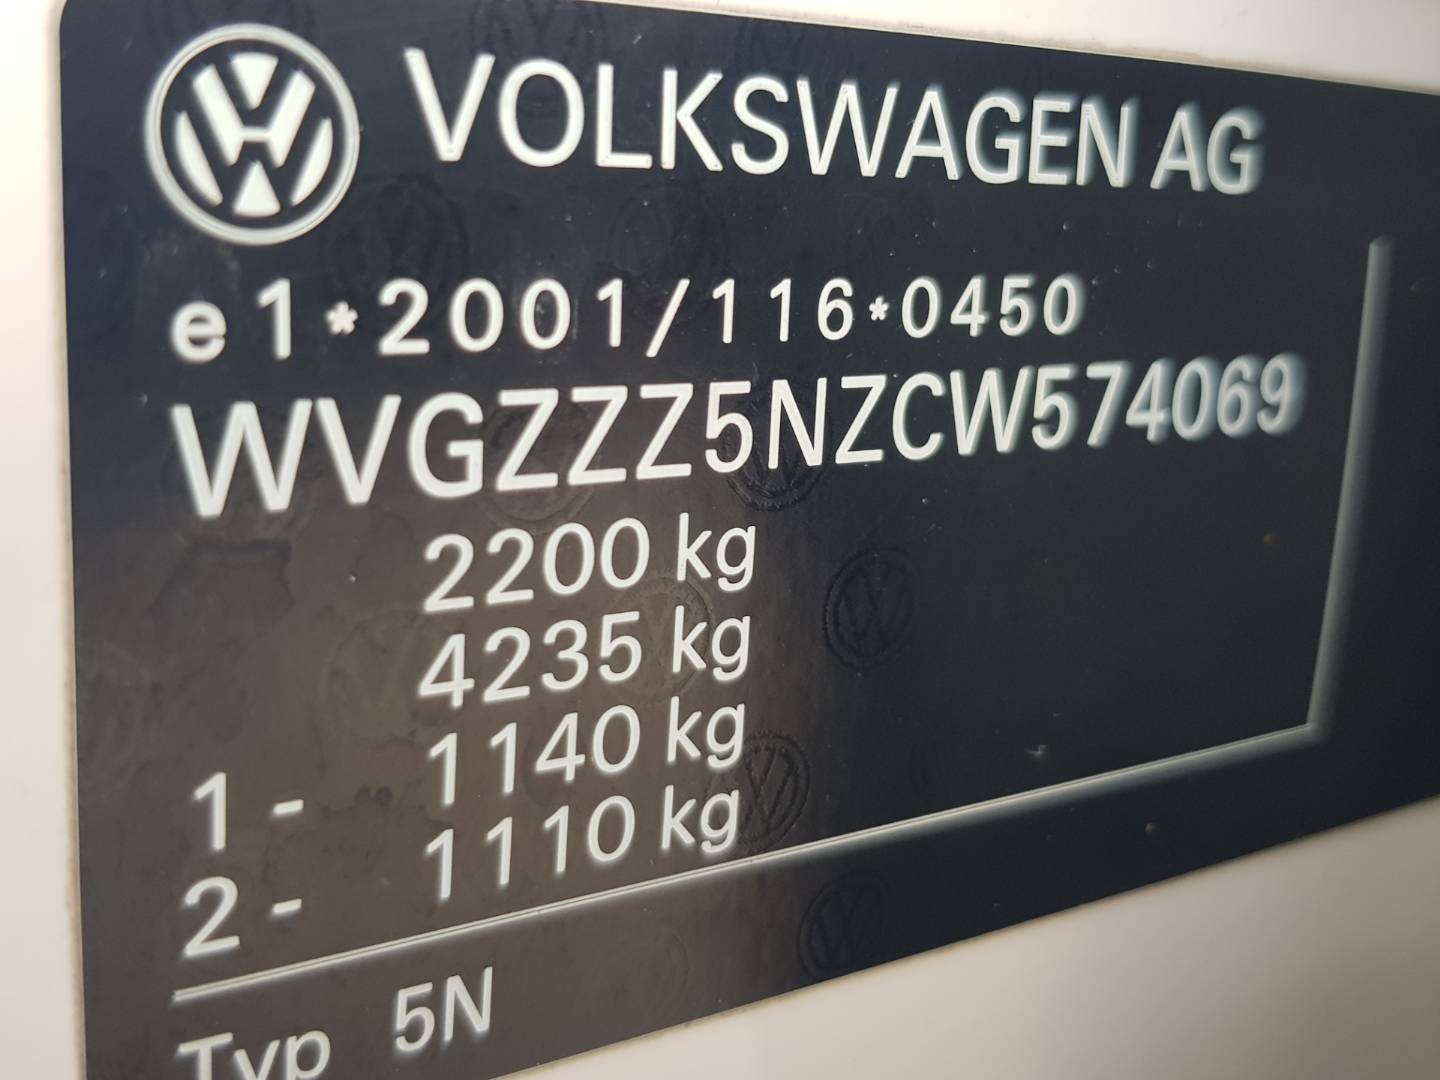 VOLKSWAGEN AG
e1*2001/116*0450
WVGZZZ5NZCW574069
2200 kg
4235 kg
1 - 1140 kg
2 - 1110 kg
Typ 5N